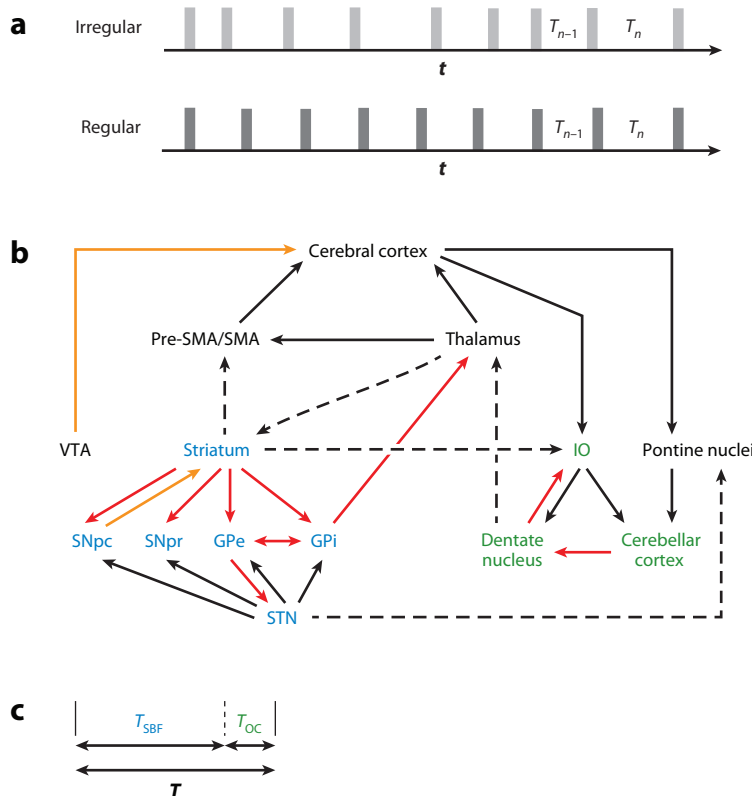 a
Irregular
Tn–1
Tn
t
Regular
Tn–1
Tn
t
b
Cerebral cortex
Pre-SMA/SMA
Thalamus
VTA
Striatum
IO
Pontine nuclei
SNpc
SNpr
GPe
GPi
Dentate
nucleus
Cerebellar
cortex
STN
c
TSBF
TOC
T